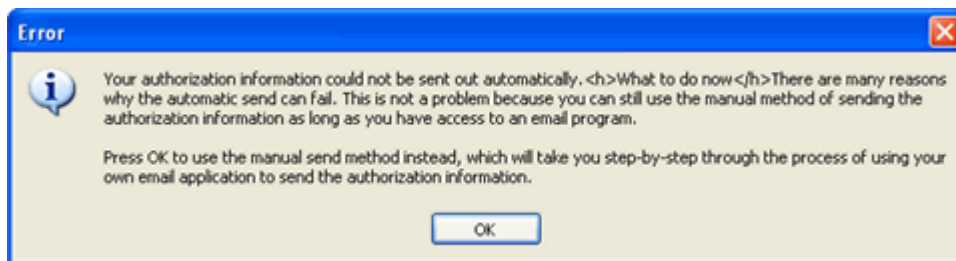 Error
Your authorization information could not be sent out automatically.<h>What to do now</h>There are many reasons
why the automatic send can fail. This is not a problem because you can still use the manual method of sending the
authorization information as long as you have access to an email program.
Press OK to use the manual send method instead, which will take you step-by-step through the process of using your
own email application to send the authorization information.
OK